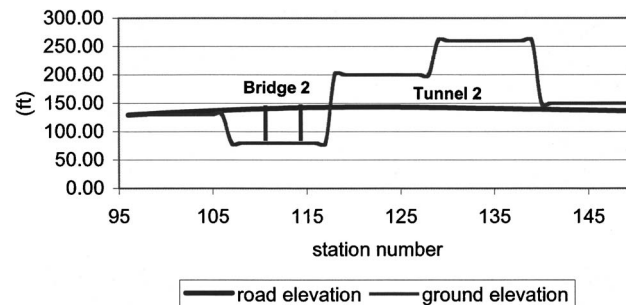 300.00
250.00
200.00
150.00
100.00
50.00
0.00
(ft)
Bridge 2
Tunnel 2
95 105 115 125 135 145
station number
road elevation ground elevation